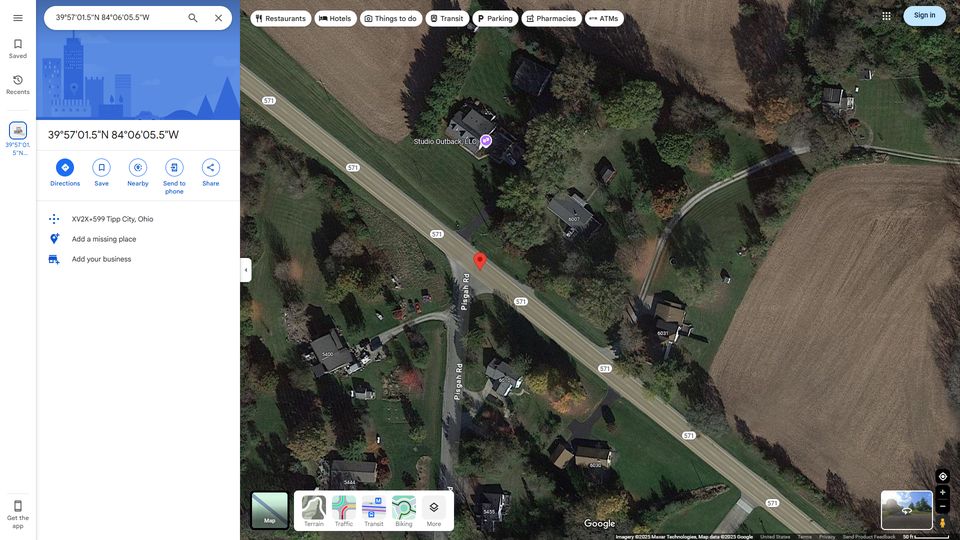 39°57'01.5"N 84°06'05.5"W
Restaurants
Hotels
Things to do
Transit
Parking
Pharmacies
ATMs
Sign in
Saved
Recents
39°57'01.
5"N...
39°57'01.5"N 84°06'05.5"W
Directions
Save
Nearby
Send to
phone
Share
XV2X+599 Tipp City, Ohio
Add a missing place
Add your business
Get the
app
571
571
Studio Outback, LLC
6007
571
571
Pisgah Rd
6031
5400
571
Pisgah Rd
571
6030
5444
5455
571
Map
Terrain
Traffic
Transit
Biking
More
Google
Imagery ©2025 Maxar Technologies, Map data ©2025 Google
United States
Terms
Privacy
Send Product Feedback
50 ft